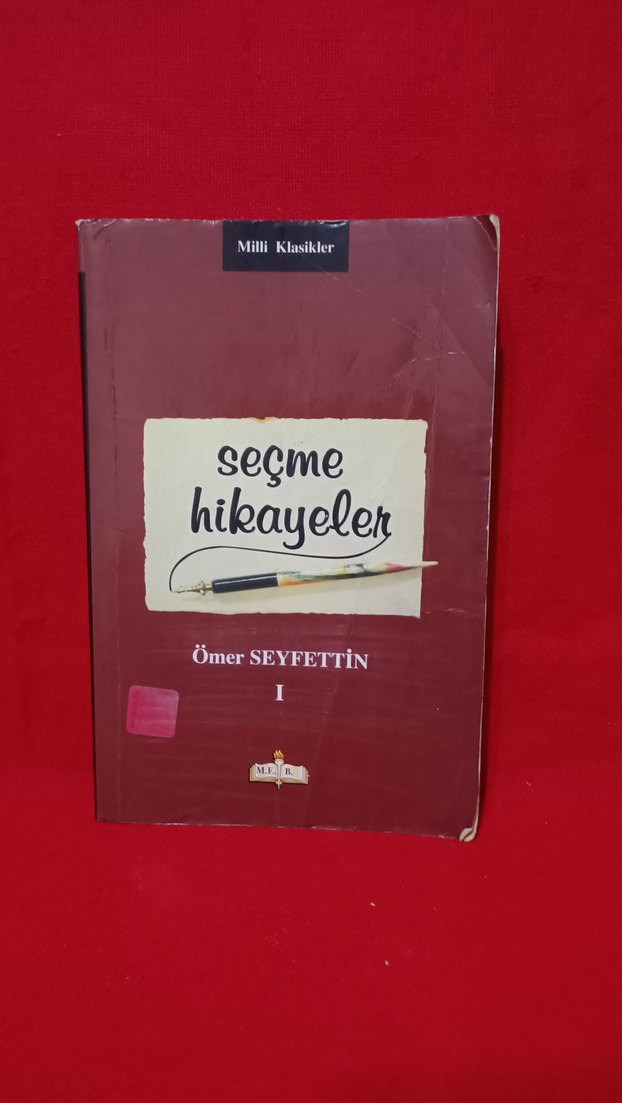 Milli Klasikler
seçme
hikayeler
Ömer SEYFETTİN
I
M.E. B.